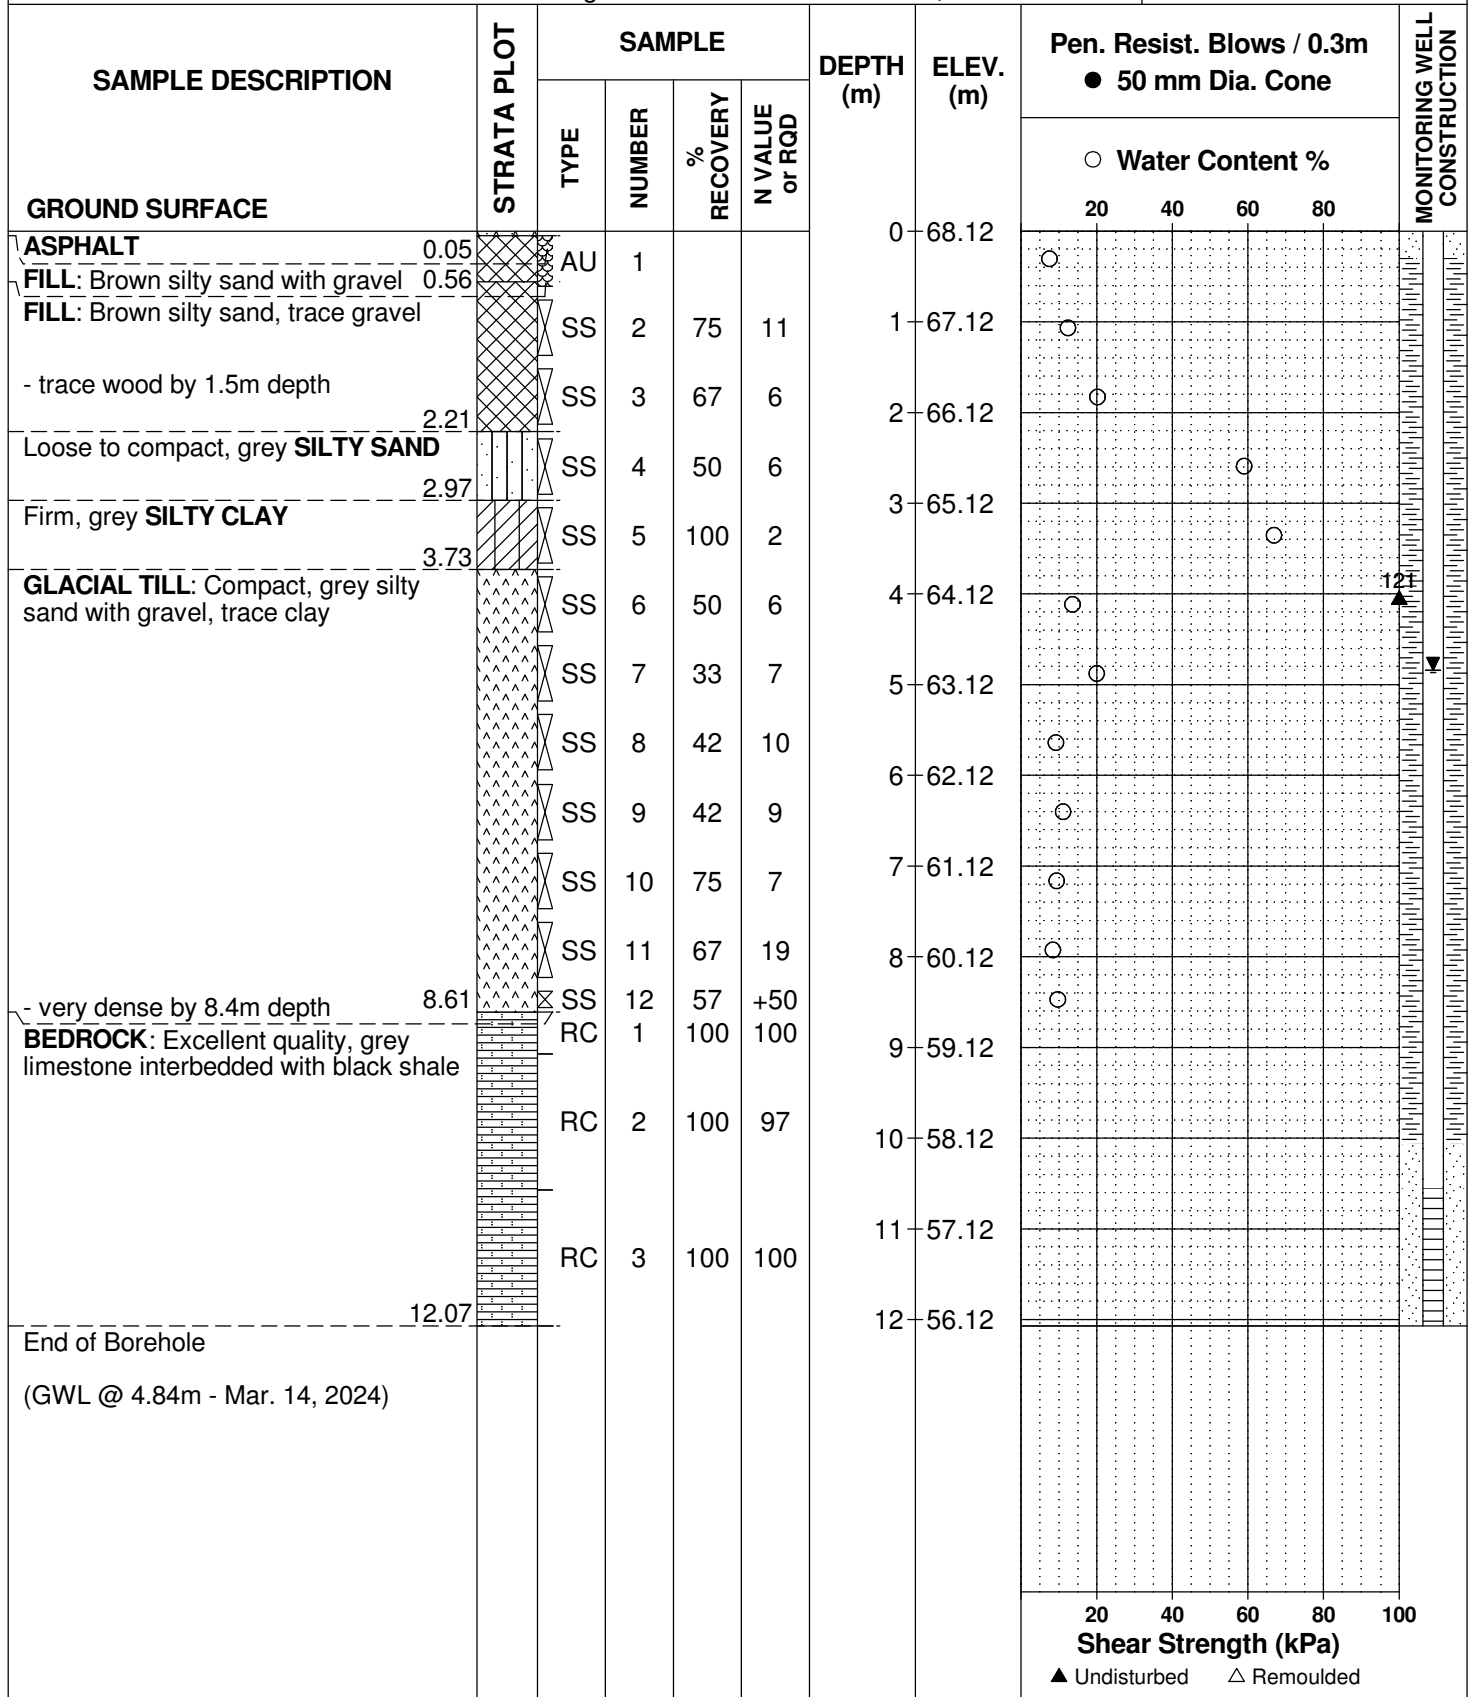 SAMPLE DESCRIPTION
STRATA PLOT
SAMPLE
TYPE
NUMBER
% RECOVERY
N VALUE or RQD
DEPTH
(m)
ELEV.
(m)
Pen. Resist. Blows / 0.3m
● 50 mm Dia. Cone
○ Water Content %
20 40 60 80
MONITORING WELL
CONSTRUCTION
GROUND SURFACE
0 68.12
ASPHALT 0.05
AU 1
FILL: Brown silty sand with gravel 0.56
FILL: Brown silty sand, trace gravel
SS 2 75 11
1 67.12
- trace wood by 1.5m depth
SS 3 67 6
2 66.12
2.21
Loose to compact, grey SILTY SAND
SS 4 50 6
2.97
3 65.12
Firm, grey SILTY CLAY
SS 5 100 2
3.73
GLACIAL TILL: Compact, grey silty
sand with gravel, trace clay
121
4 64.12
SS 6 50 6
SS 7 33 7
5 63.12
SS 8 42 10
6 62.12
SS 9 42 9
7 61.12
SS 10 75 7
SS 11 67 19
8 60.12
- very dense by 8.4m depth 8.61
SS 12 57 +50
BEDROCK: Excellent quality, grey
limestone interbedded with black shale
RC 1 100 100
9 59.12
RC 2 100 97
10 58.12
11 57.12
RC 3 100 100
12.07
12 56.12
End of Borehole
(GWL @ 4.84m - Mar. 14, 2024)
20 40 60 80 100
Shear Strength (kPa)
▲ Undisturbed △ Remoulded